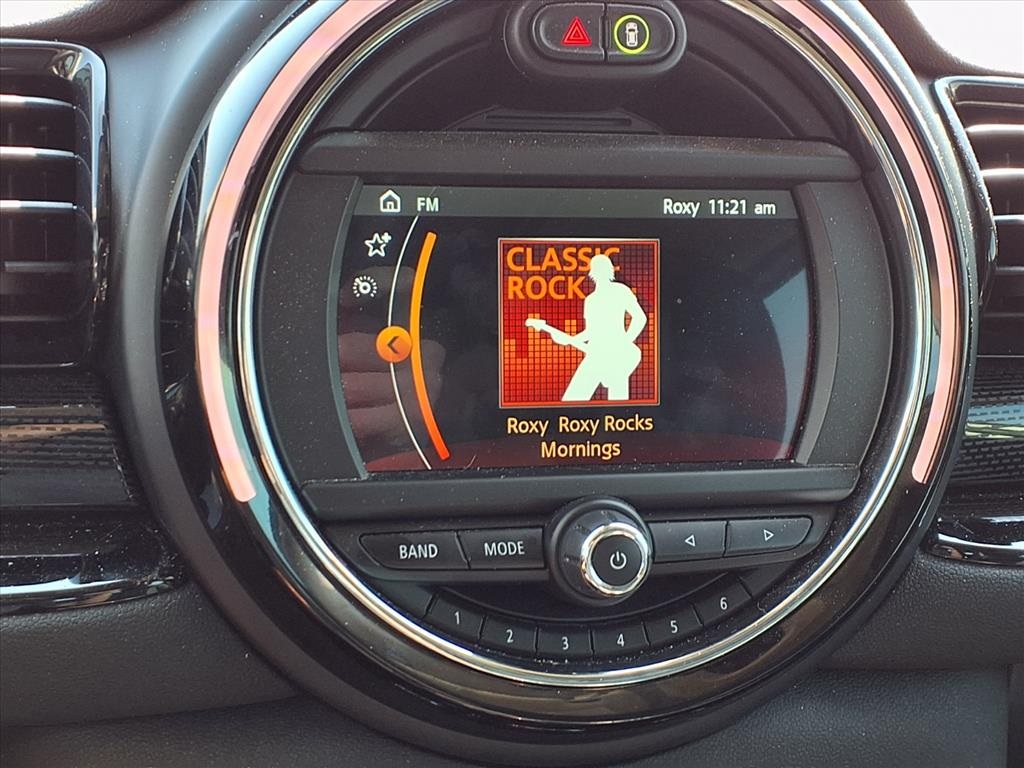 FM
Roxy 11:21 am
CLASSIC
ROCK
Roxy Roxy Rocks
Mornings
BAND
MODE
1
2
3
4
5
6